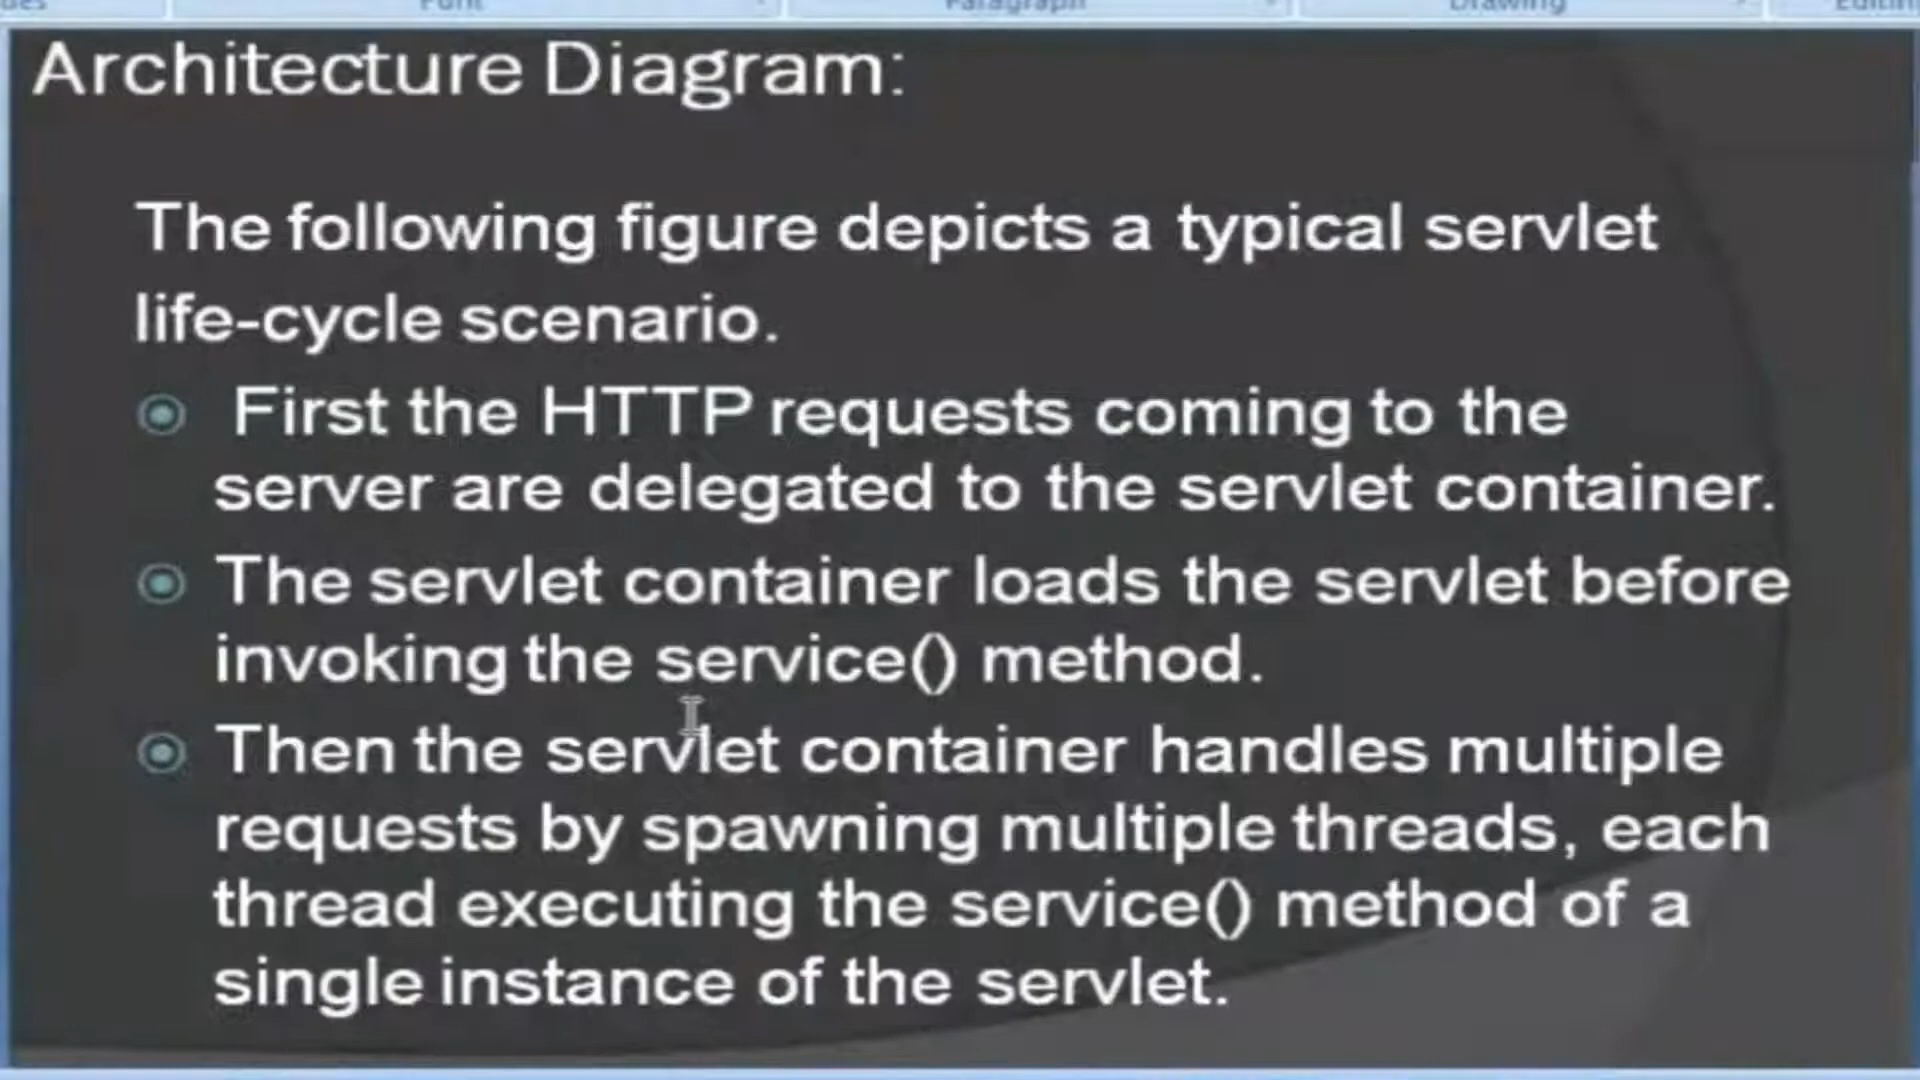 Font Paragraph Drawing
Architecture Diagram:
The following figure depicts a typical servlet
life-cycle scenario.
First the HTTP requests coming to the
server are delegated to the servlet container.
The servlet container loads the servlet before
invoking the service() method.
Then the servlet container handles multiple
requests by spawning multiple threads, each
thread executing the service() method of a
single instance of the servlet.